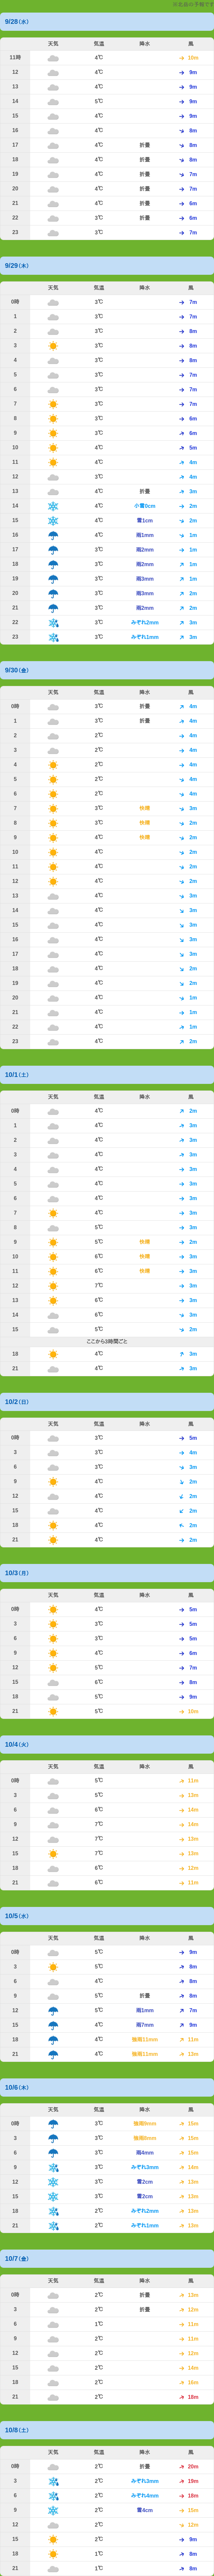 ※北岳の予報です
9/28(水)
天気 気温 降水 風
11時 4℃ 10m
12 4℃ 9m
13 4℃ 9m
14 5℃ 9m
15 4℃ 9m
16 4℃ 8m
17 4℃ 折曇 8m
18 4℃ 折曇 8m
19 4℃ 折曇 7m
20 4℃ 折曇 7m
21 4℃ 折曇 6m
22 3℃ 折曇 6m
23 3℃ 7m
9/29(木)
天気 気温 降水 風
0時 3℃ 7m
1 3℃ 7m
2 3℃ 8m
3 3℃ 8m
4 3℃ 8m
5 3℃ 7m
6 3℃ 7m
7 3℃ 7m
8 3℃ 6m
9 3℃ 6m
10 4℃ 5m
11 4℃ 4m
12 3℃ 4m
13 4℃ 折曇 3m
14 4℃ 小雪0cm 2m
15 4℃ 雪1cm 2m
16 4℃ 雨1mm 1m
17 3℃ 雨2mm 1m
18 3℃ 雨2mm 1m
19 3℃ 雨3mm 1m
20 3℃ 雨3mm 2m
21 3℃ 雨2mm 2m
22 3℃ みぞれ2mm 3m
23 3℃ みぞれ1mm 3m
9/30(金)
天気 気温 降水 風
0時 3℃ 折曇 4m
1 3℃ 折曇 4m
2 2℃ 4m
3 2℃ 4m
4 2℃ 4m
5 2℃ 4m
6 2℃ 4m
7 3℃ 快晴 3m
8 3℃ 快晴 2m
9 4℃ 快晴 2m
10 4℃ 2m
11 4℃ 2m
12 4℃ 2m
13 4℃ 3m
14 4℃ 3m
15 4℃ 3m
16 4℃ 3m
17 4℃ 3m
18 4℃ 2m
19 4℃ 2m
20 4℃ 1m
21 4℃ 1m
22 4℃ 1m
23 4℃ 2m
10/1(土)
天気 気温 降水 風
0時 4℃ 2m
1 4℃ 3m
2 4℃ 3m
3 4℃ 3m
4 4℃ 3m
5 4℃ 3m
6 4℃ 3m
7 4℃ 3m
8 5℃ 3m
9 5℃ 快晴 2m
10 6℃ 快晴 3m
11 6℃ 快晴 3m
12 7℃ 3m
13 6℃ 3m
14 6℃ 3m
15 5℃ 2m
ここから3時間ごと
18 4℃ 3m
21 4℃ 3m
10/2(日)
天気 気温 降水 風
0時 3℃ 5m
3 3℃ 4m
6 3℃ 3m
9 4℃ 2m
12 4℃ 2m
15 4℃ 2m
18 4℃ 2m
21 4℃ 2m
10/3(月)
天気 気温 降水 風
0時 4℃ 5m
3 3℃ 5m
6 3℃ 5m
9 4℃ 6m
12 5℃ 7m
15 6℃ 8m
18 5℃ 9m
21 5℃ 10m
10/4(火)
天気 気温 降水 風
0時 5℃ 11m
3 5℃ 13m
6 6℃ 14m
9 7℃ 14m
12 7℃ 13m
15 7℃ 13m
18 6℃ 12m
21 6℃ 11m
10/5(水)
天気 気温 降水 風
0時 5℃ 9m
3 5℃ 8m
6 4℃ 8m
9 5℃ 折曇 8m
12 5℃ 雨1mm 7m
15 4℃ 雨7mm 9m
18 4℃ 強雨11mm 11m
21 4℃ 強雨11mm 13m
10/6(木)
天気 気温 降水 風
0時 3℃ 強雨9mm 15m
3 3℃ 強雨8mm 15m
6 3℃ 雨4mm 15m
9 3℃ みぞれ3mm 14m
12 3℃ 雪2cm 13m
15 3℃ 雪2cm 13m
18 2℃ みぞれ2mm 13m
21 2℃ みぞれ1mm 13m
10/7(金)
天気 気温 降水 風
0時 2℃ 折曇 13m
3 2℃ 折曇 12m
6 1℃ 11m
9 2℃ 11m
12 2℃ 12m
15 2℃ 14m
18 2℃ 16m
21 2℃ 18m
10/8(土)
天気 気温 降水 風
0時 2℃ 折曇 20m
3 2℃ みぞれ3mm 19m
6 2℃ みぞれ4mm 18m
9 2℃ 雪4cm 15m
12 2℃ 12m
15 2℃ 9m
18 1℃ 8m
21 1℃ 8m